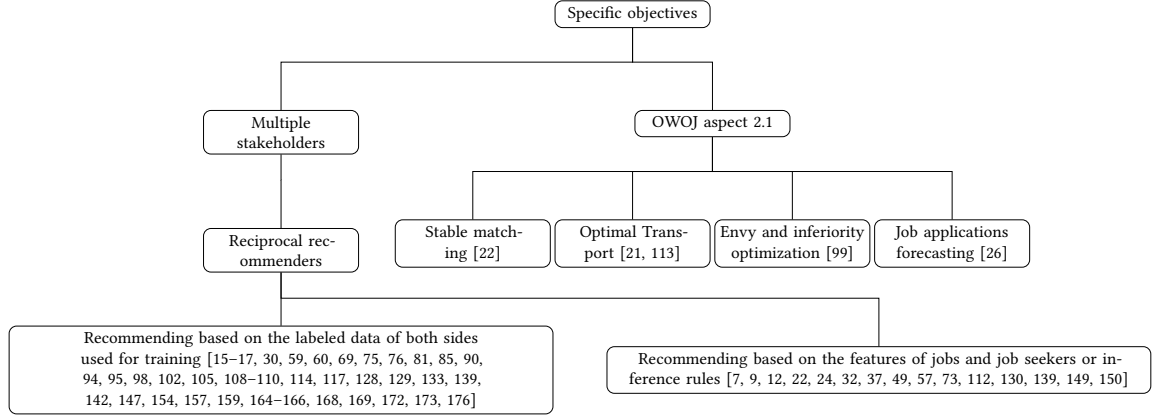 Specific objectives
Multiple
stakeholders
OWOJ aspect 2.1
Reciprocal rec-
ommenders
Stable match-
ing [22]
Optimal Trans-
port [21, 113]
Envy and inferiority
optimization [99]
Job applications
forecasting [26]
Recommending based on the labeled data of both sides
used for training [15–17, 30, 59, 60, 69, 75, 76, 81, 85, 90,
94, 95, 98, 102, 105, 108–110, 114, 117, 128, 129, 133, 139,
142, 147, 154, 157, 159, 164–166, 168, 169, 172, 173, 176]
Recommending based on the features of jobs and job seekers or in-
ference rules [7, 9, 12, 22, 24, 32, 37, 49, 57, 73, 112, 130, 139, 149, 150]